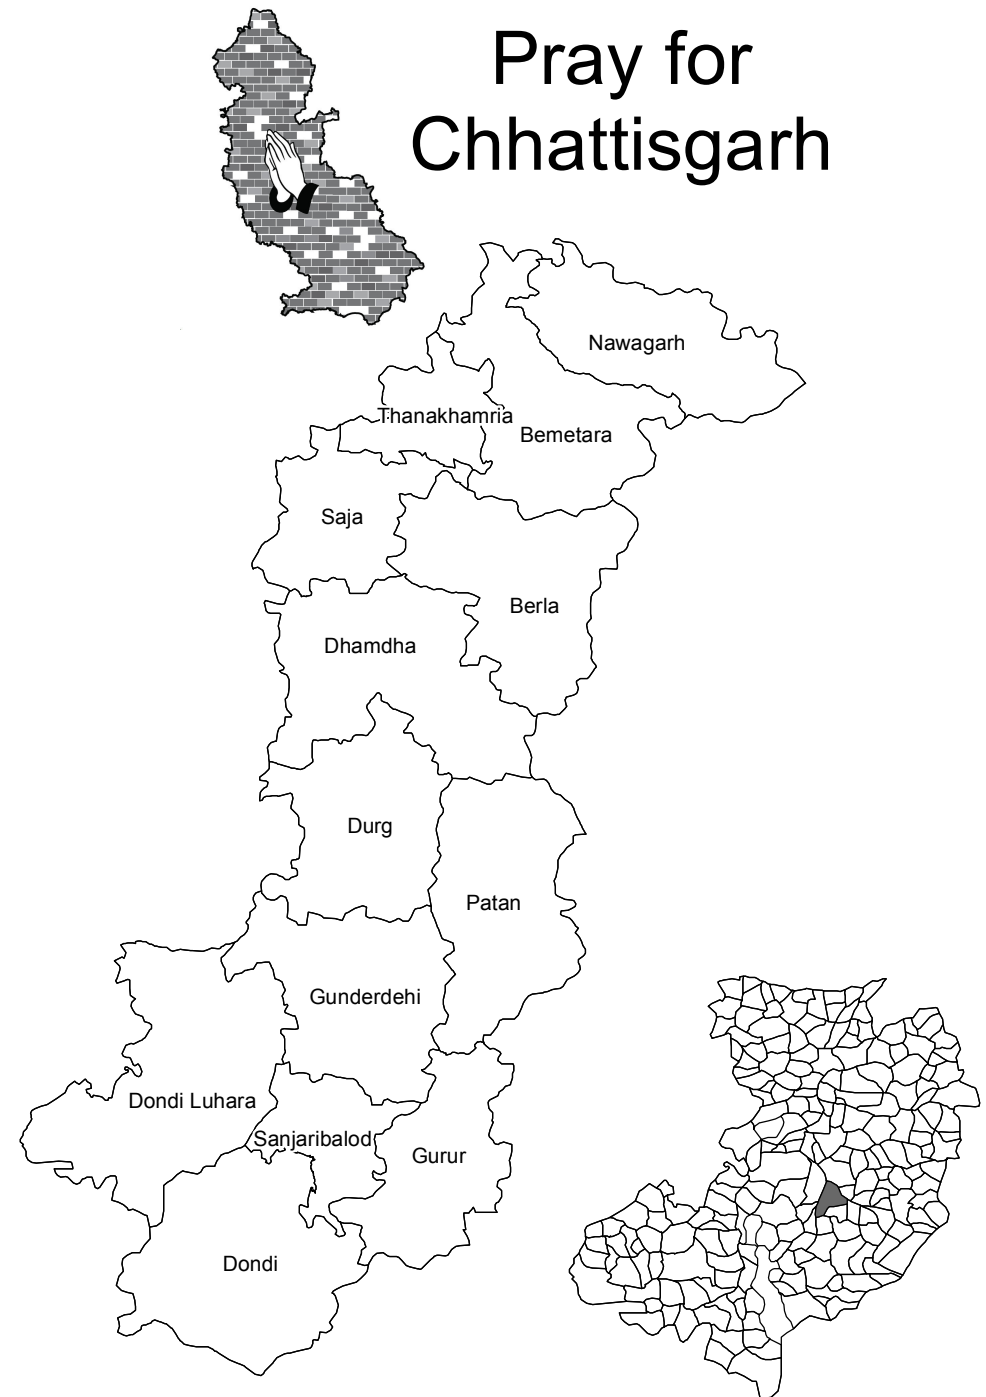 Pray for
Chhattisgarh
Nawagarh
Thanakhamria
Bemetara
Saja
Berla
Dhamdha
Durg
Patan
Gunderdehi
Dondi Luhara
Sanjaribalod
Gurur
Dondi